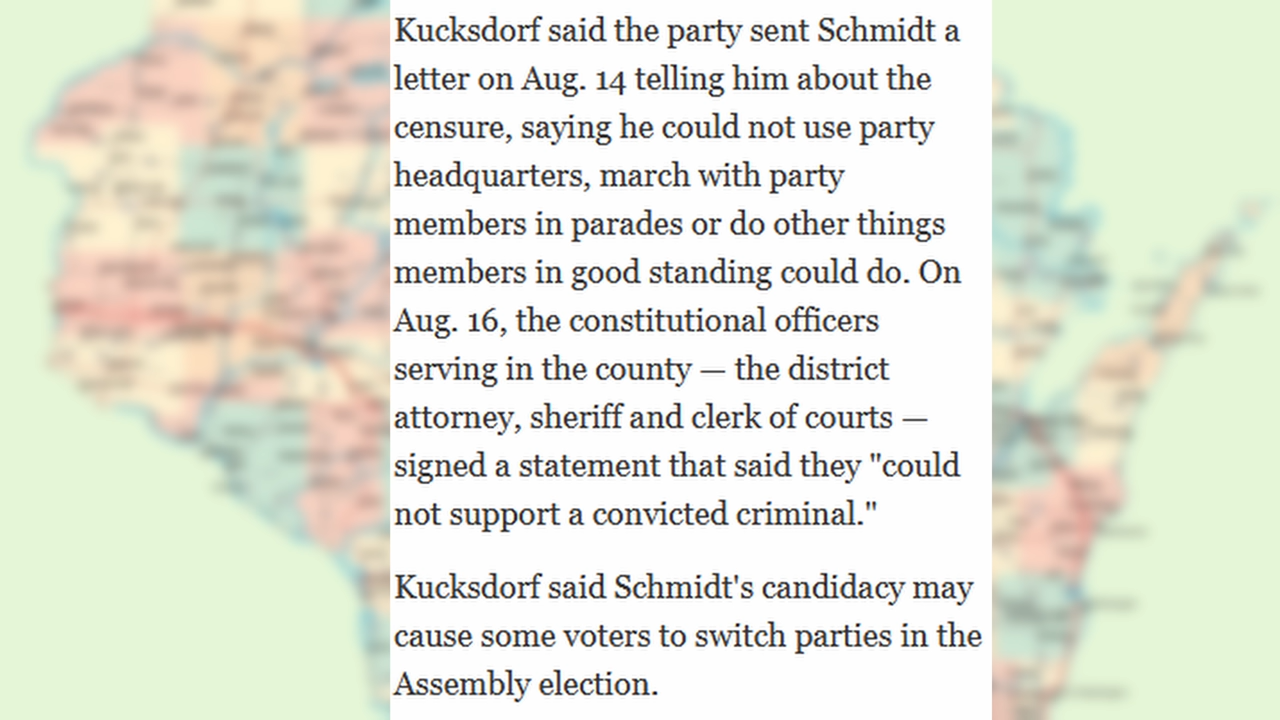 Kucksdorf said the party sent Schmidt a
letter on Aug. 14 telling him about the
censure, saying he could not use party
headquarters, march with party
members in parades or do other things
members in good standing could do. On
Aug. 16, the constitutional officers
serving in the county — the district
attorney, sheriff and clerk of courts —
signed a statement that said they "could
not support a convicted criminal."
Kucksdorf said Schmidt's candidacy may
cause some voters to switch parties in the
Assembly election.